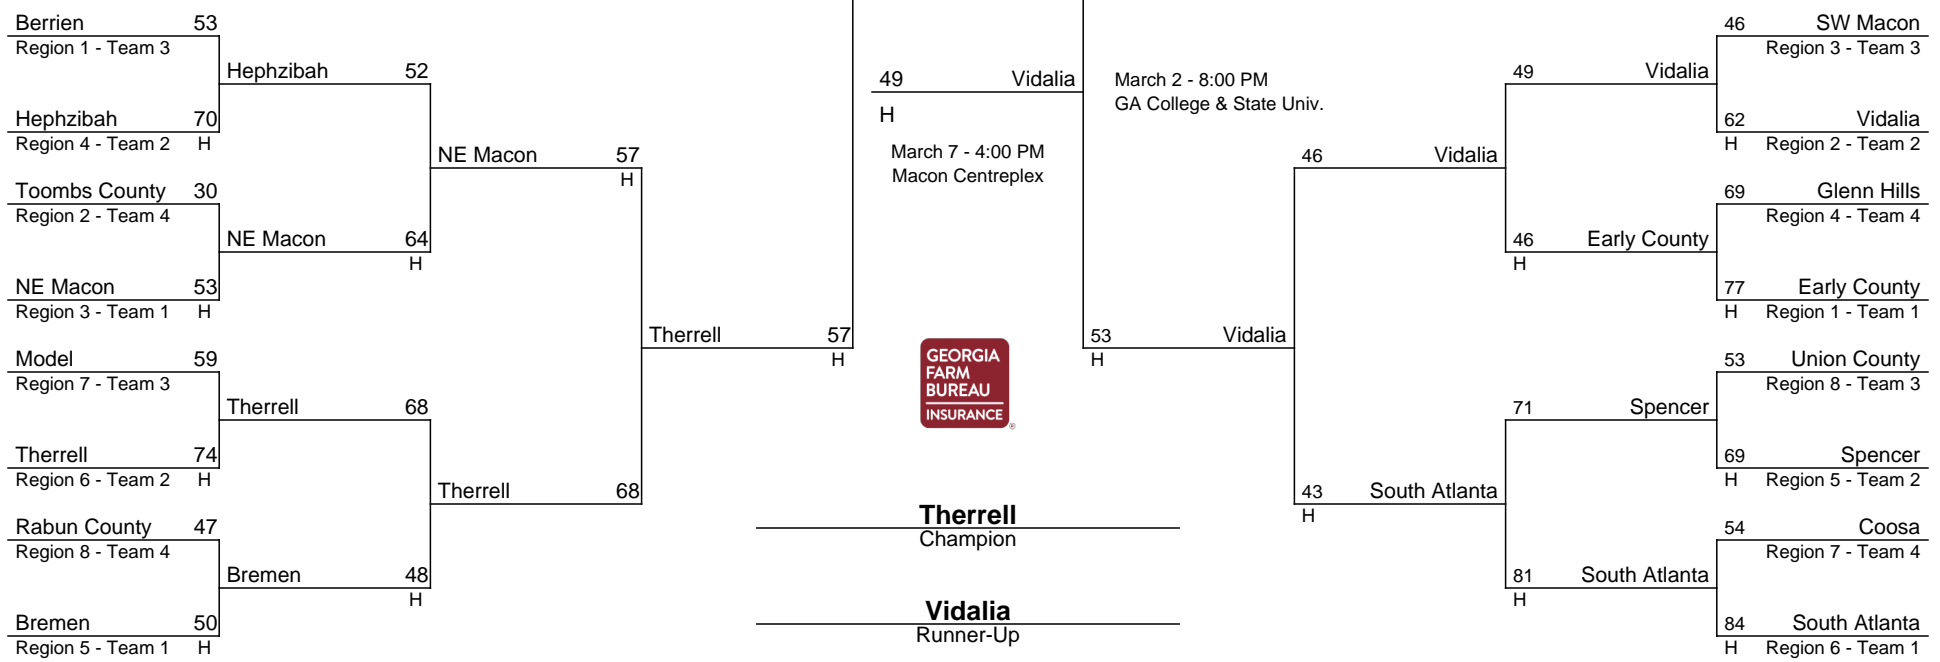 Berrien 53
Region 1 - Team 3
Hephzibah 52
Hephzibah 70
Region 4 - Team 2 H
NE Macon 57
H
Toombs County 30
Region 2 - Team 4
NE Macon 64
H
NE Macon 53
Region 3 - Team 1 H
Therrell 57
H
Model 59
Region 7 - Team 3
Therrell 68
Therrell 74
Region 6 - Team 2 H
Therrell 68
Rabun County 47
Region 8 - Team 4
Bremen 48
H
Bremen 50
Region 5 - Team 1 H
49 Vidalia
H
March 7 - 4:00 PM
Macon Centreplex
March 2 - 8:00 PM
GA College & State Univ.
GEORGIA
FARM
BUREAU
INSURANCE
®
Therrell
Champion
Vidalia
Runner-Up
46 SW Macon
Region 3 - Team 3
49 Vidalia
62 Vidalia
H Region 2 - Team 2
46 Vidalia
69 Glenn Hills
Region 4 - Team 4
46 Early County
H
77 Early County
H Region 1 - Team 1
53 Vidalia
H
53 Union County
Region 8 - Team 3
71 Spencer
69 Spencer
H Region 5 - Team 2
43 South Atlanta
H
54 Coosa
Region 7 - Team 4
81 South Atlanta
H
84 South Atlanta
H Region 6 - Team 1